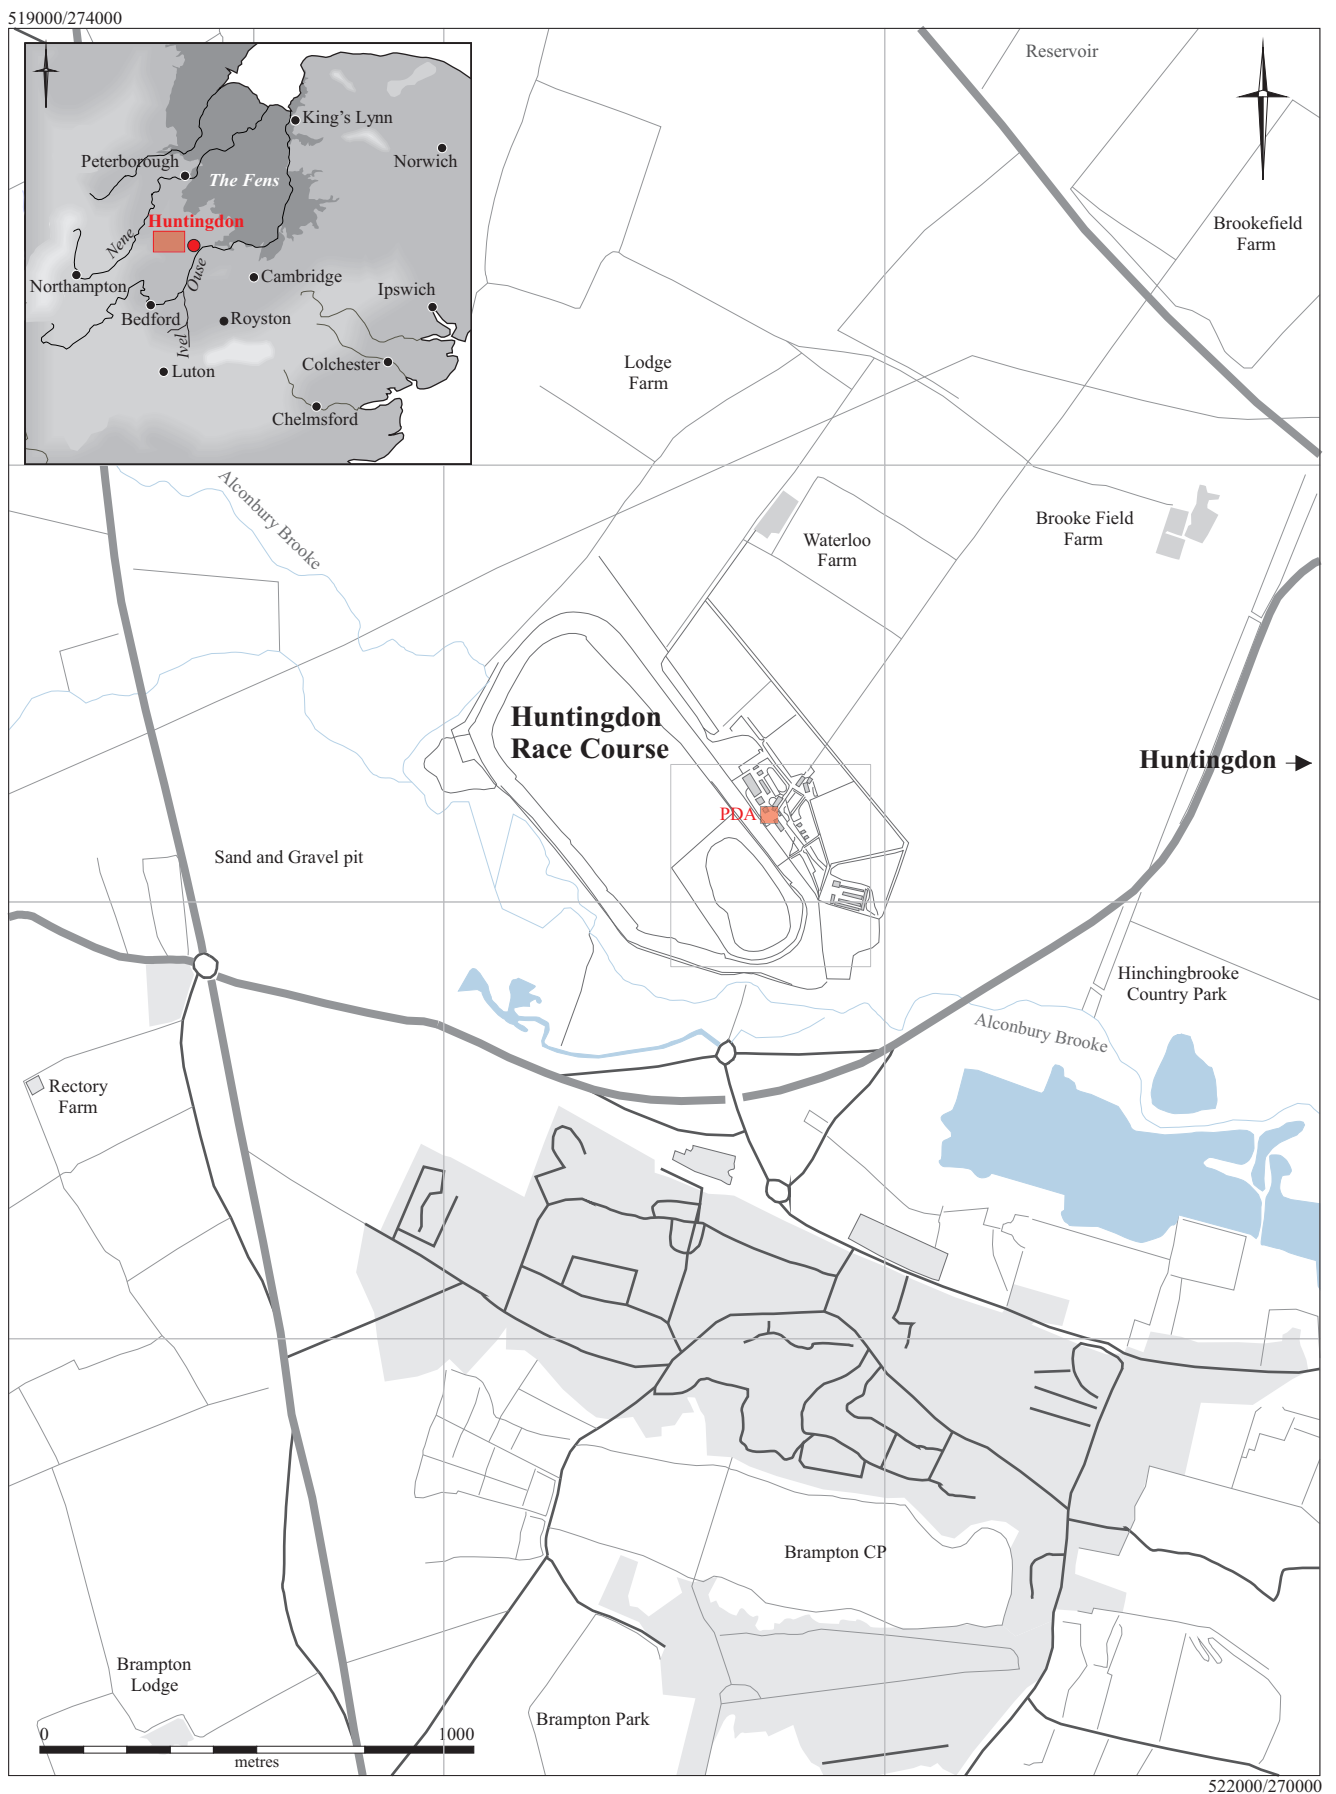 519000/274000
Reservoir
King's Lynn
Norwich
Peterborough
The Fens
Huntingdon
Nene
Ouse
Northampton
Cambridge
Ipswich
Bedford
Royston
Ivel
Colchester
Luton
Chelmsford
Brookefield
Farm
Lodge
Farm
Alconbury Brooke
Brooke Field
Farm
Waterloo
Farm
Huntingdon
Race Course
Huntingdon
PDA
Sand and Gravel pit
Hinchingbrooke
Country Park
Alconbury Brooke
Rectory
Farm
Brampton CP
Brampton
Lodge
Brampton Park
0
1000
metres
522000/270000